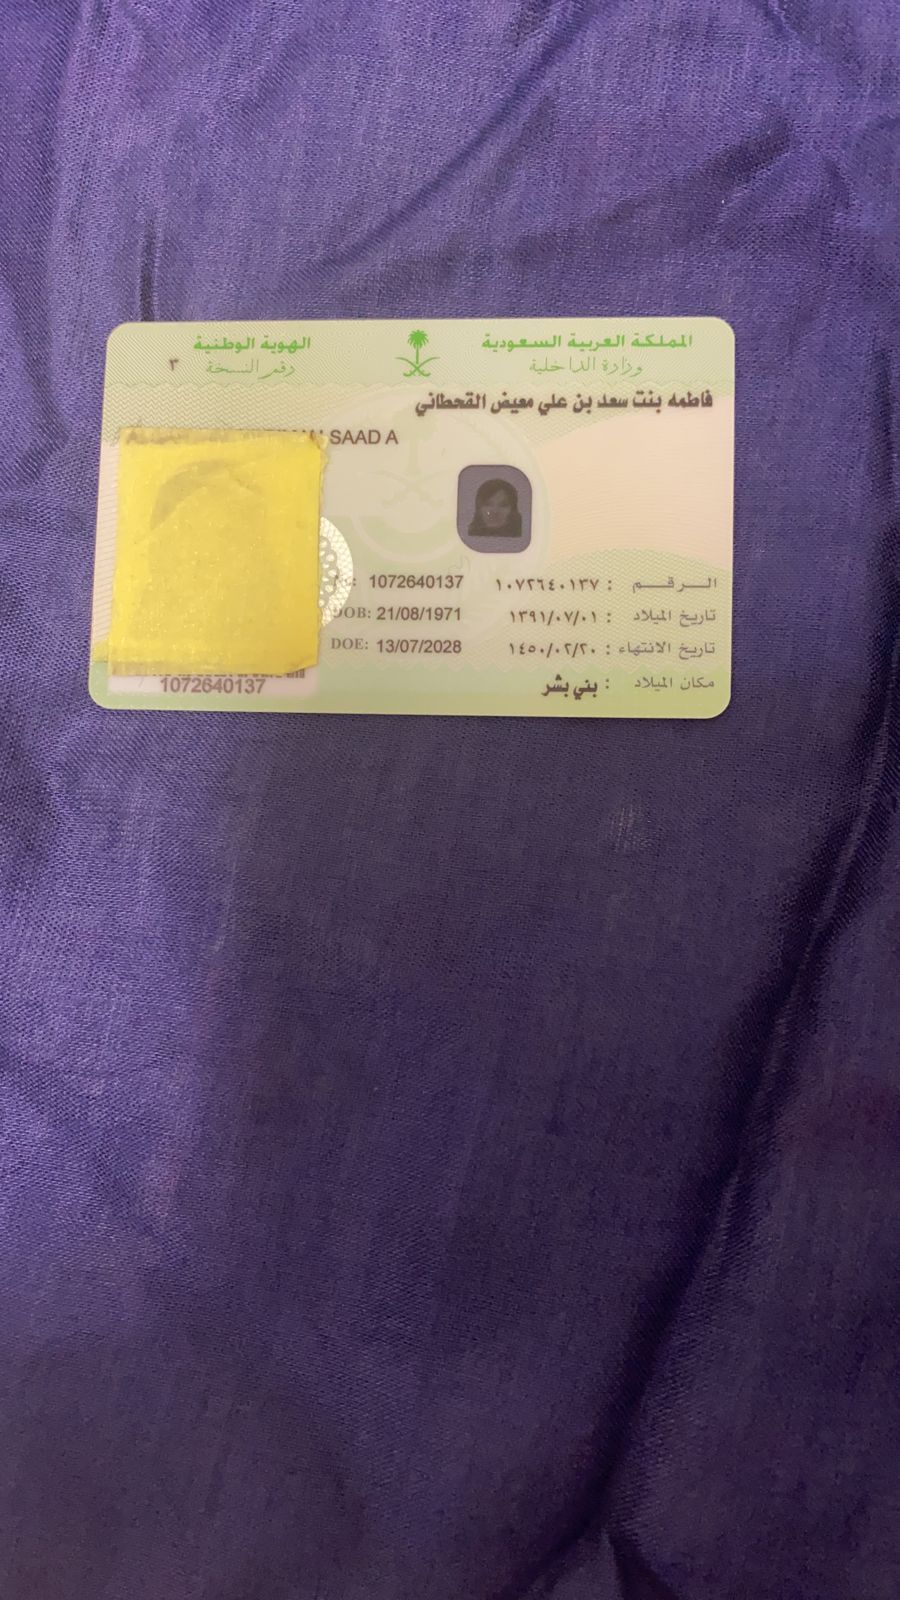 المملكة العربية السعودية
وزارة الداخلية
الهوية الوطنية
رقم النسخة ٣
فاطمه بنت سعد بن علي معيض القحطاني
SAAD A
الرقم : ١٠٧٢٦٤٠١٣٧ 1072640137
تاريخ الميلاد : ١٣٩١/٠٧/٠١ DOB: 21/08/1971
تاريخ الانتهاء : ١٤٥٠/٠٢/٢٠ DOE: 13/07/2028
مكان الميلاد : بني بشر
1072640137